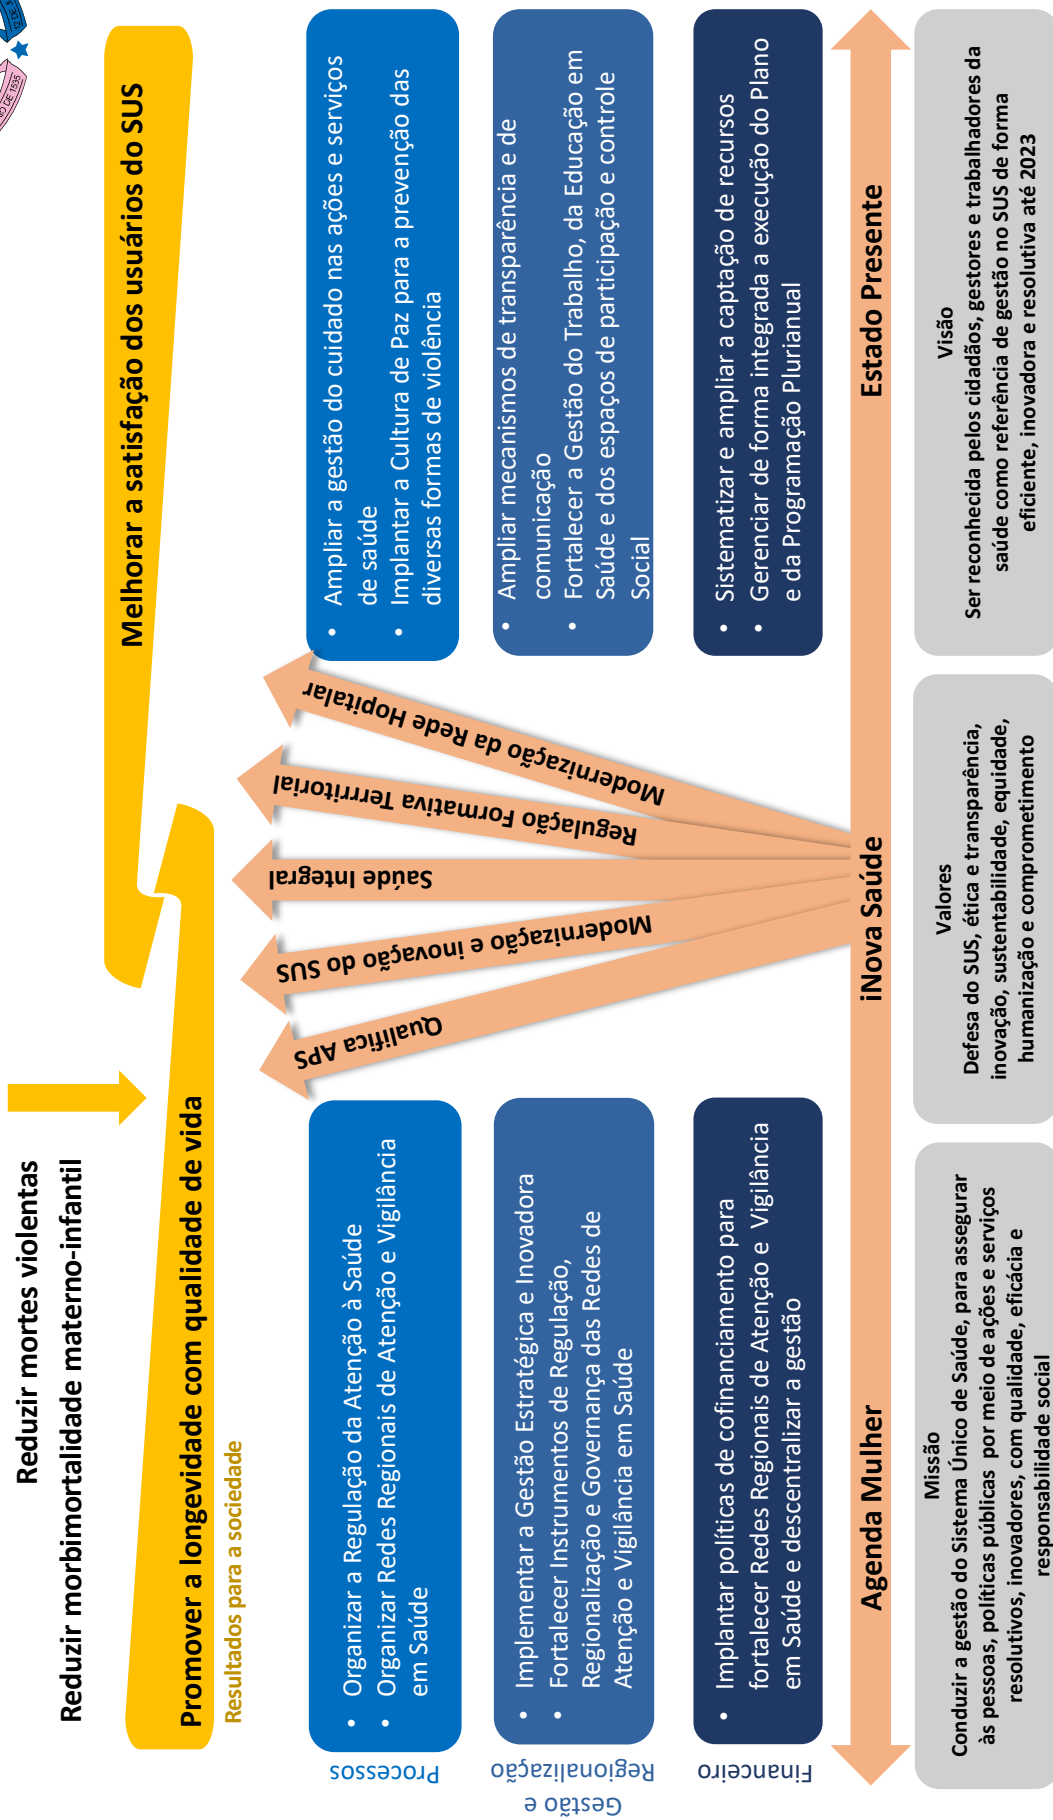 12 DE J
NO DE 1535
Reduzir mortes violentas
Reduzir morbimortalidade materno-infantil
Promover a longevidade com qualidade de vida
Melhorar a satisfação dos usuários do SUS
Resultados para a sociedade
Processos
• Organizar a Regulação da Atenção à Saúde
• Organizar Redes Regionais de Atenção e Vigilância
em Saúde
• Ampliar a gestão do cuidado nas ações e serviços
de saúde
• Implantar a Cultura de Paz para a prevenção das
diversas formas de violência
Gestão e
Regionalização
• Implementar a Gestão Estratégica e Inovadora
• Fortalecer Instrumentos de Regulação,
Regionalização e Governança das Redes de
Atenção e Vigilância em Saúde
• Ampliar mecanismos de transparência e de
comunicação
• Fortalecer a Gestão do Trabalho, da Educação em
Saúde e dos espaços de participação e controle
Social
Financeiro
• Implantar políticas de cofinanciamento para
fortalecer Redes Regionais de Atenção e Vigilância
em Saúde e descentralizar a gestão
• Sistematizar e ampliar a captação de recursos
• Gerenciar de forma integrada a execução do Plano
e da Programação Plurianual
Qualifica APS
Modernização e inovação do SUS
Saúde Integral
Regulação Formativa Territorial
Modernização da Rede Hopitalar
Agenda Mulher
iNova Saúde
Estado Presente
Missão
Conduzir a gestão do Sistema Único de Saúde, para assegurar
às pessoas, políticas públicas por meio de ações e serviços
resolutivos, inovadores, com qualidade, eficácia e
responsabilidade social
Valores
Defesa do SUS, ética e transparência,
inovação, sustentabilidade, equidade,
humanização e comprometimento
Visão
Ser reconhecida pelos cidadãos, gestores e trabalhadores da
saúde como referência de gestão no SUS de forma
eficiente, inovadora e resolutiva até 2023